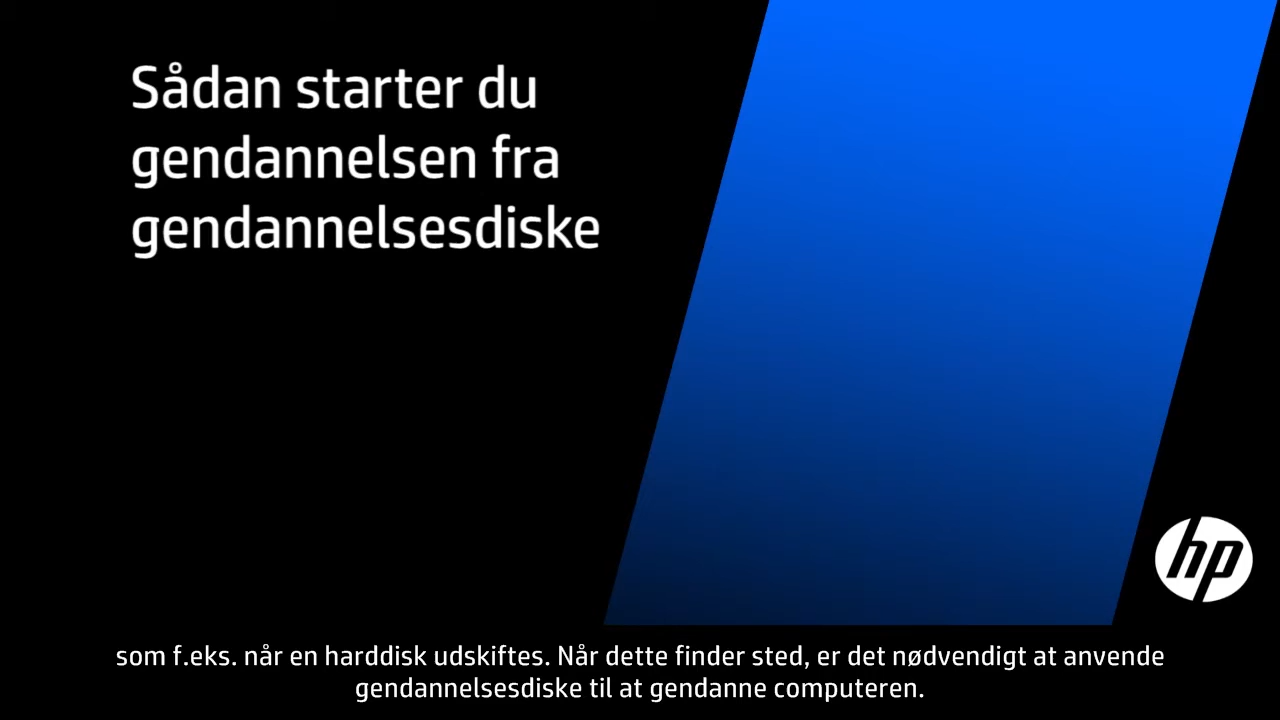 Sådan starter du
gendannelsen fra
gendannelsesdiske
hp
som f.eks. når en harddisk udskiftes. Når dette finder sted, er det nødvendigt at anvende
gendannelsesdiske til at gendanne computeren.